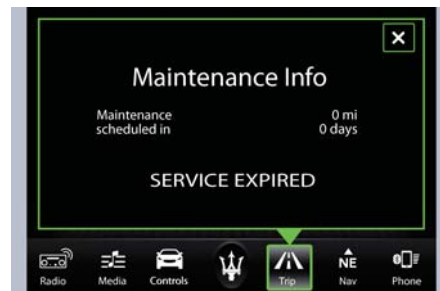 Maintenance Info
Maintenance 0 mi
scheduled in 0 days
SERVICE EXPIRED
NE
Radio Media Controls Trip Nav Phone